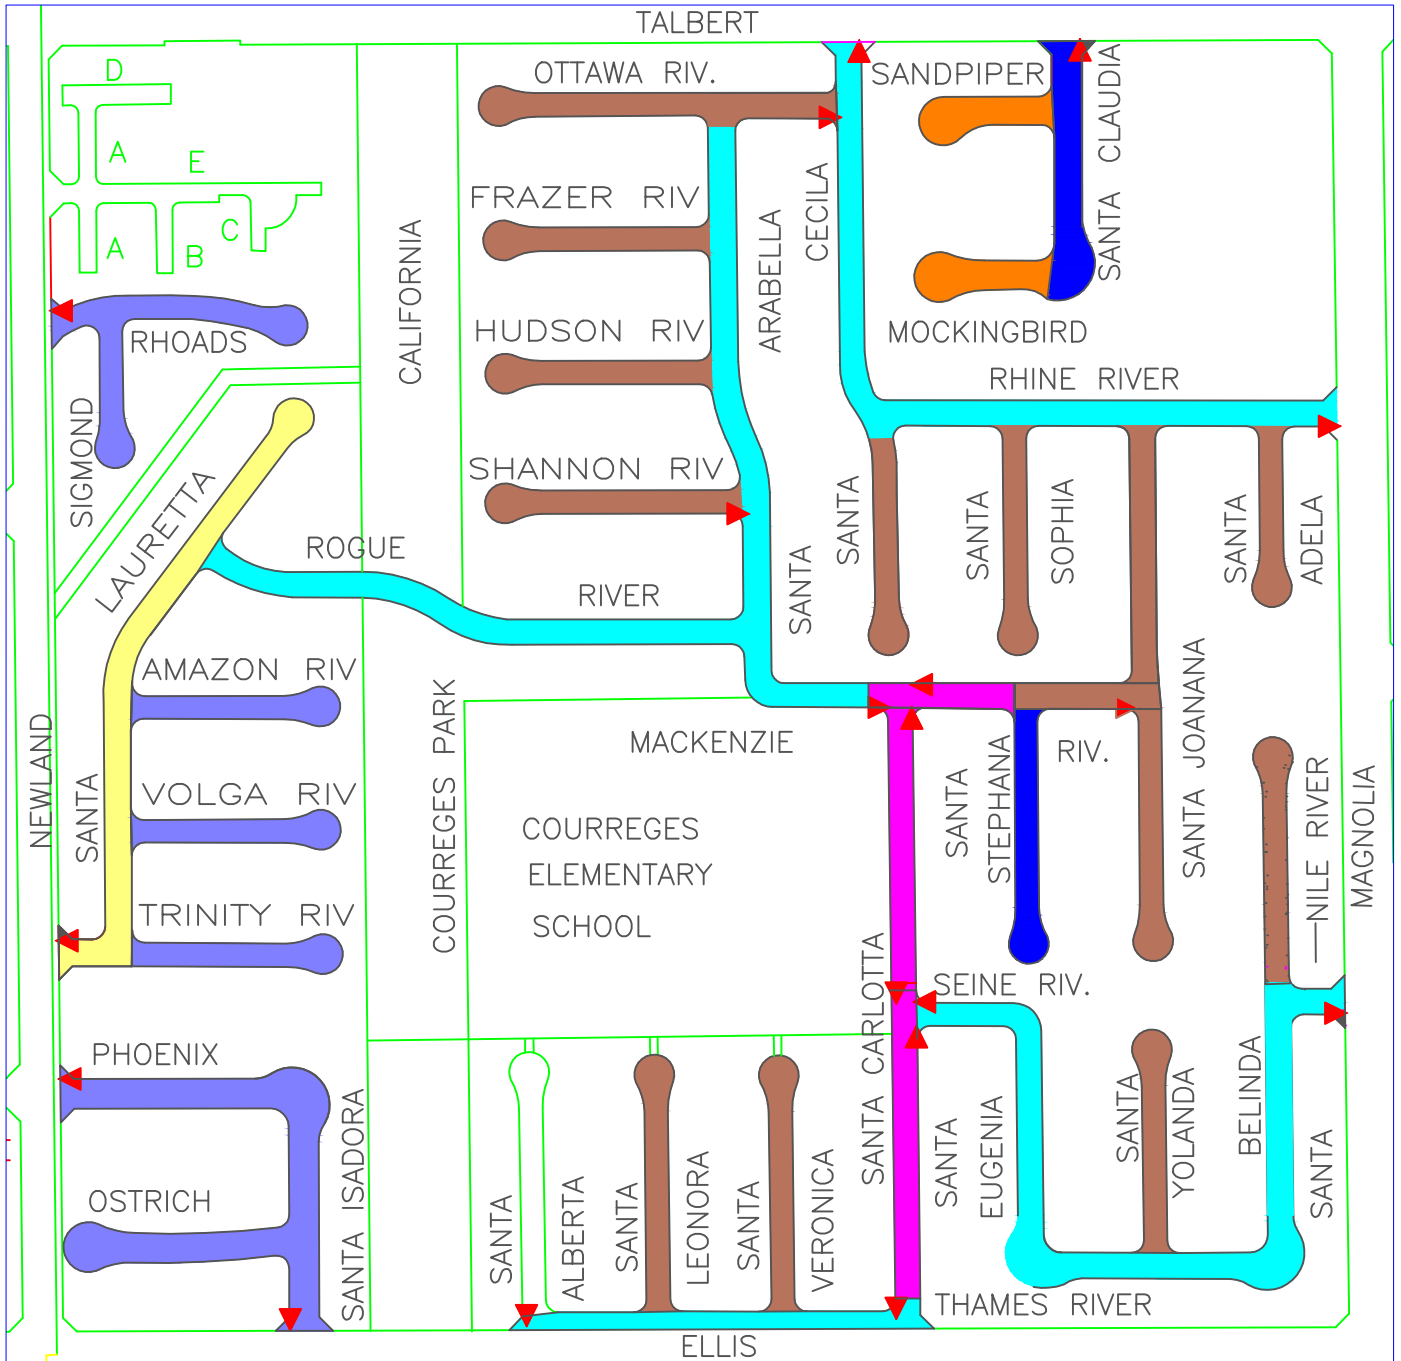 TALBERT
D
OTTAWA RIV.
SANDPIPER
SANTA CLAUDIA
A
E
FRAZER RIV
CECILA
ARABELLA
CALIFORNIA
C
A
B
RHOADS
HUDSON RIV
MOCKINGBIRD
RHINE RIVER
SIGMOND
LAURETTA
SHANNON RIV
SANTA
SANTA
SOPHIA
SANTA
ADELA
ROGUE
RIVER
SANTA
AMAZON RIV
NEWLAND
SANTA
COURREGES PARK
MACKENZIE
SANTA
STEPHANA
RIV.
SANTA JOANANA
NILE RIVER
MAGNOLIA
VOLGA RIV
COURREGES
ELEMENTARY
SCHOOL
TRINITY RIV
SANTA CARLOTTA
SEINE RIV.
PHOENIX
SANTA ISADORA
OSTRICH
SANTA
ALBERTA
SANTA
LEONORA
SANTA
VERONICA
SANTA
EUGENIA
SANTA
YOLANDA
BELINDA
SANTA
THAMES RIVER
ELLIS